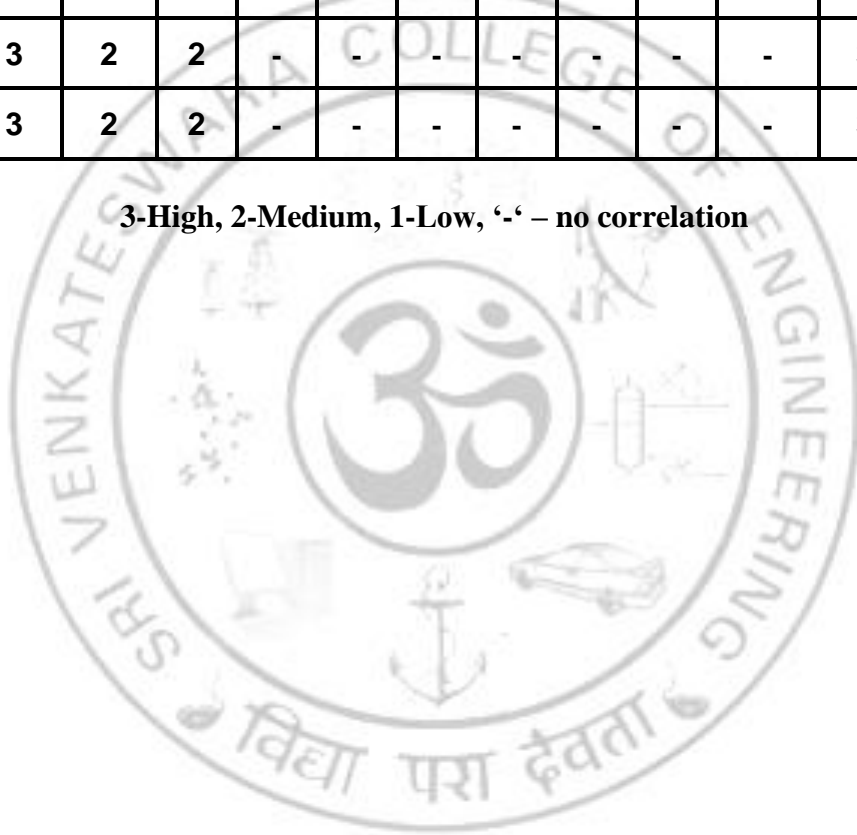 3 2 2 - - - - - - -
3 2 2 - - - - - - -
3-High, 2-Medium, 1-Low, ‘-‘ – no correlation
SRI VENKATESWARA COLLEGE OF ENGINEERING
ॐ
विद्या परा दैवता